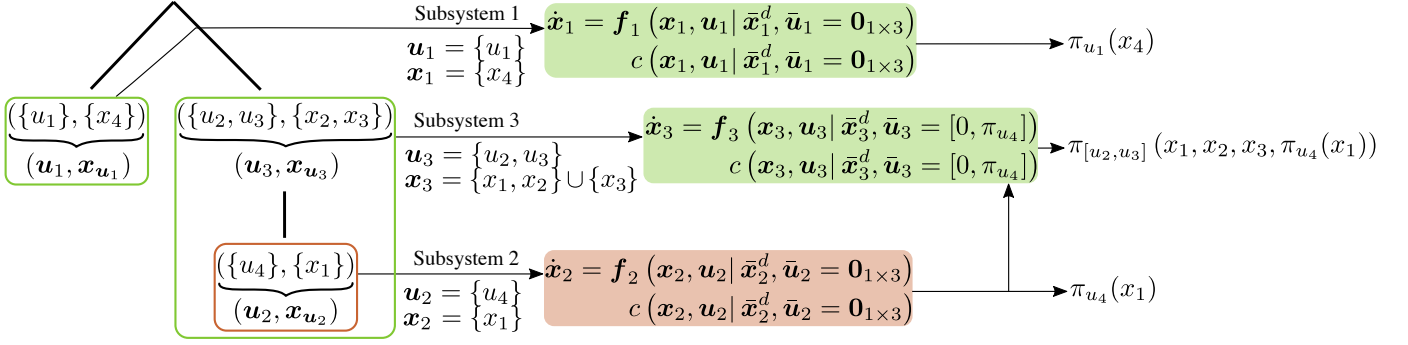 Subsystem 1
𝒖₁ = {u₁}
𝒙₁ = {x₄}
𝒙̇₁ = 𝒇₁ (𝒙₁, 𝒖₁| x̄₁ᵈ, ū₁ = 𝟎₁ₓ₃)
c (𝒙₁, 𝒖₁| x̄₁ᵈ, ū₁ = 𝟎₁ₓ₃)
π_{u₁}(x₄)
({u₁}, {x₄})
(𝒖₁, 𝒙_{𝒖₁})
({u₂, u₃}, {x₂, x₃})
(𝒖₃, 𝒙_{𝒖₃})
Subsystem 3
𝒖₃ = {u₂, u₃}
𝒙₃ = {x₁, x₂} ∪ {x₃}
𝒙̇₃ = 𝒇₃ (𝒙₃, 𝒖₃| x̄₃ᵈ, ū₃ = [0, π_{u₄}])
c (𝒙₃, 𝒖₃| x̄₃ᵈ, ū₃ = [0, π_{u₄}])
π_{[u₂,u₃]} (x₁, x₂, x₃, π_{u₄}(x₁))
({u₄}, {x₁})
(𝒖₂, 𝒙_{𝒖₂})
Subsystem 2
𝒖₂ = {u₄}
𝒙₂ = {x₁}
𝒙̇₂ = 𝒇₂ (𝒙₂, 𝒖₂| x̄₂ᵈ, ū₂ = 𝟎₁ₓ₃)
c (𝒙₂, 𝒖₂| x̄₂ᵈ, ū₂ = 𝟎₁ₓ₃)
π_{u₄}(x₁)